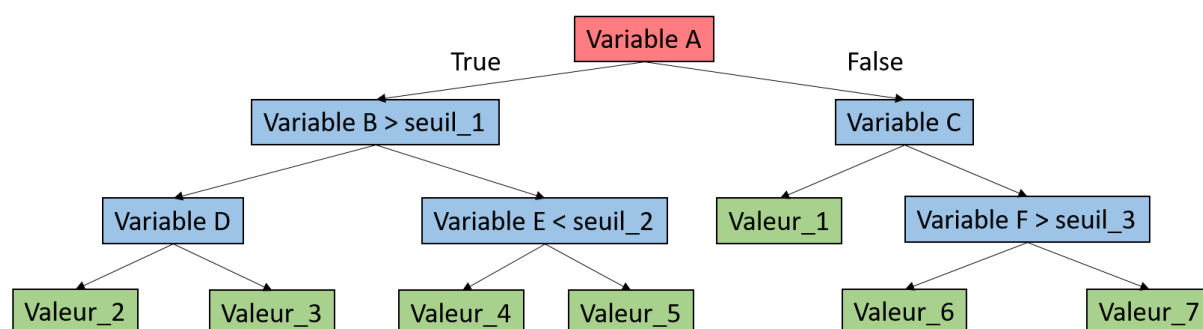 Variable A
True
False
Variable B > seuil_1
Variable C
Variable D
Variable E < seuil_2
Valeur_1
Variable F > seuil_3
Valeur_2
Valeur_3
Valeur_4
Valeur_5
Valeur_6
Valeur_7